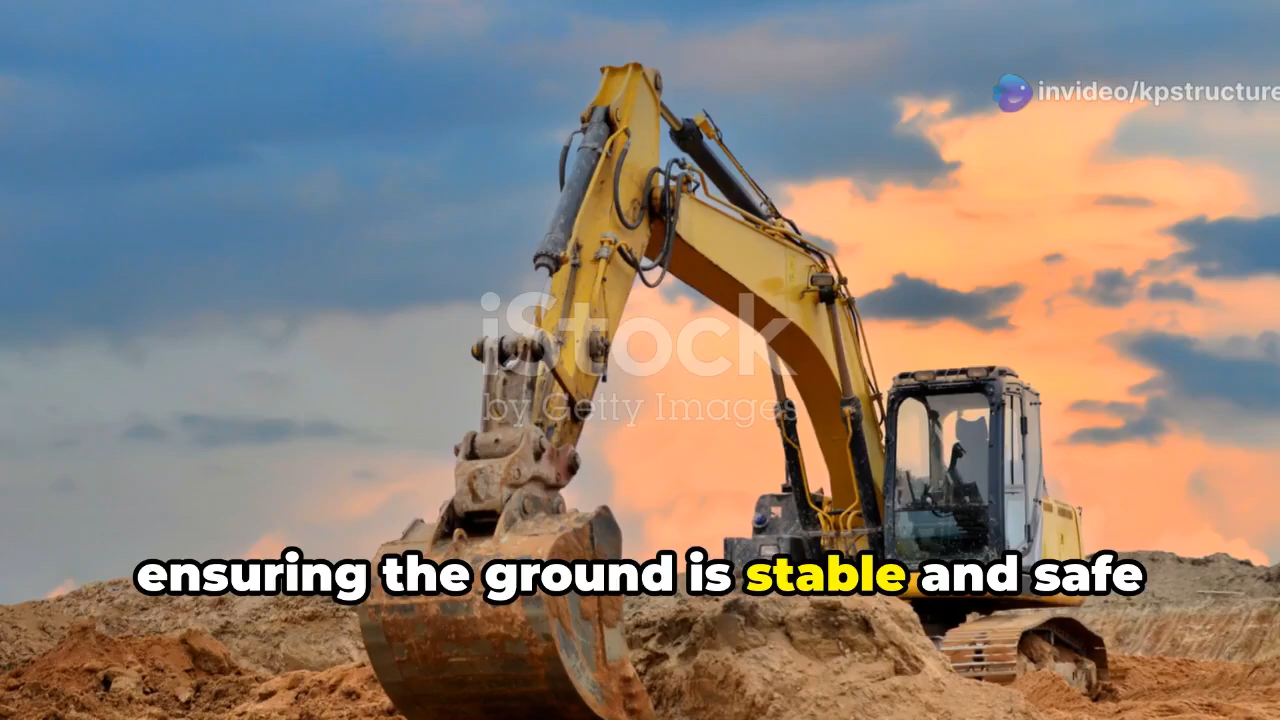 invideo/kpstructure
iStock
by Getty Images
ensuring the ground is stable and safe